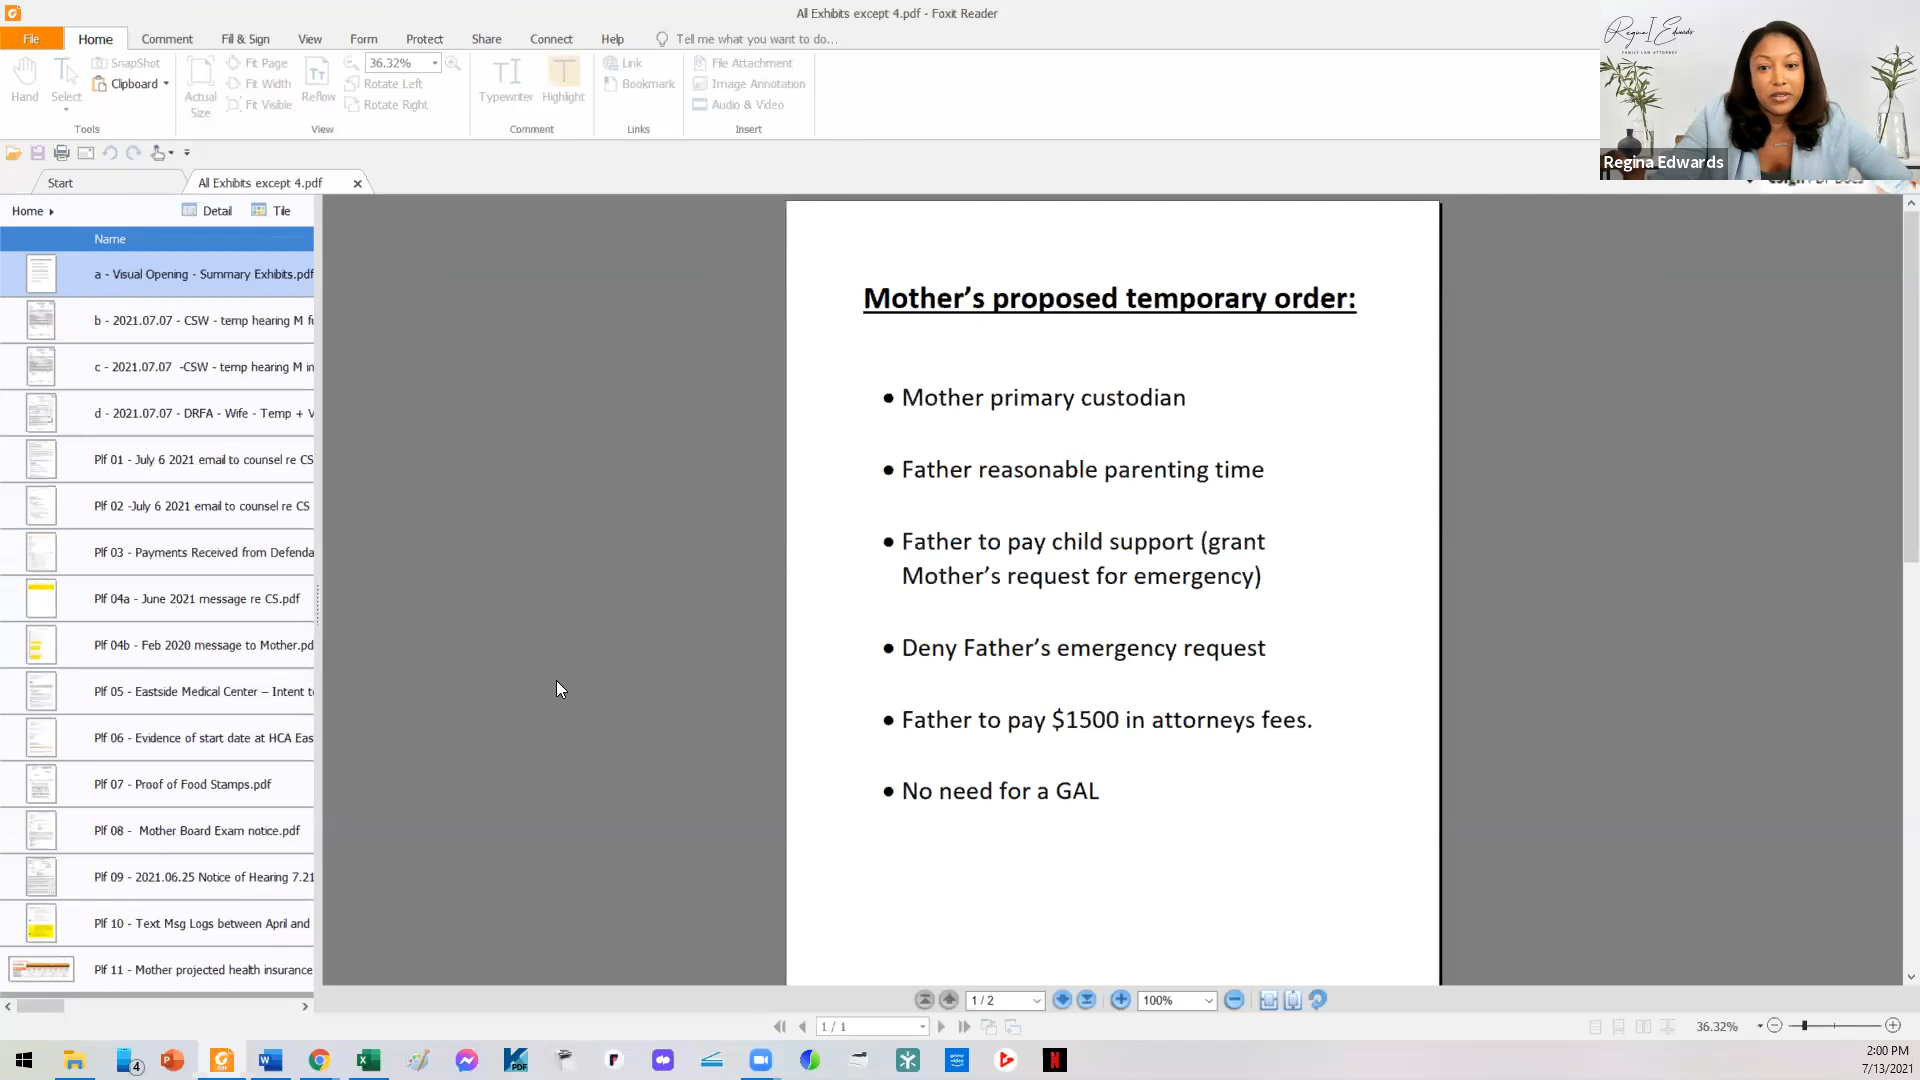 All Exhibits except 4.pdf - Foxit Reader
File Home Comment Fill & Sign View Form Protect Share Connect Help Tell me what you want to do...
Hand
Select
SnapShot
Clipboard
Tools
Actual
Size
Fit Page
Fit Width
Fit Visible
Reflow
36.32%
Rotate Left
Rotate Right
View
Typewriter
Highlight
Comment
Link
Bookmark
Links
File Attachment
Image Annotation
Audio & Video
Insert
Regina I Edwards
FAMILY LAW ATTORNEY
Regina Edwards
Start
All Exhibits except 4.pdf
Home
Detail
Tile
Name
a - Visual Opening - Summary Exhibits.pdf
b - 2021.07.07 - CSW - temp hearing M fu
c - 2021.07.07 -CSW - temp hearing M in
d - 2021.07.07 - DRFA - Wife - Temp + V
Plf 01 - July 6 2021 email to counsel re CS
Plf 02 -July 6 2021 email to counsel re CS
Plf 03 - Payments Received from Defenda
Plf 04a - June 2021 message re CS.pdf
Plf 04b - Feb 2020 message to Mother.pd
Plf 05 - Eastside Medical Center – Intent t
Plf 06 - Evidence of start date at HCA Eas
Plf 07 - Proof of Food Stamps.pdf
Plf 08 - Mother Board Exam notice.pdf
Plf 09 - 2021.06.25 Notice of Hearing 7.21
Plf 10 - Text Msg Logs between April and
Plf 11 - Mother projected health insurance
Mother’s proposed temporary order:
• Mother primary custodian
• Father reasonable parenting time
• Father to pay child support (grant
Mother’s request for emergency)
• Deny Father’s emergency request
• Father to pay $1500 in attorneys fees.
• No need for a GAL
1 / 2
100%
1 / 1
36.32%
4
2:00 PM
7/13/2021